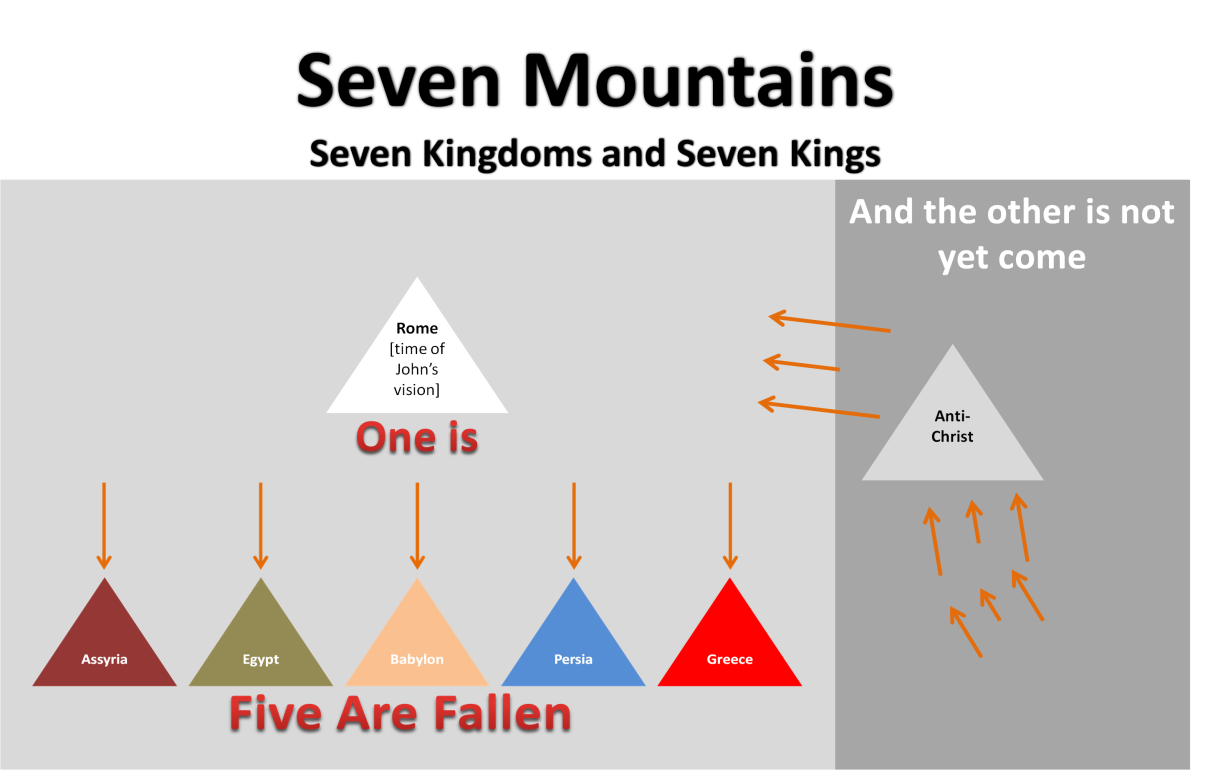 Seven Mountains
Seven Kingdoms and Seven Kings
And the other is not
yet come
Rome
[time of
John's
vision]
One is
Anti-
Christ
Assyria
Egypt
Babylon
Persia
Greece
Five Are Fallen